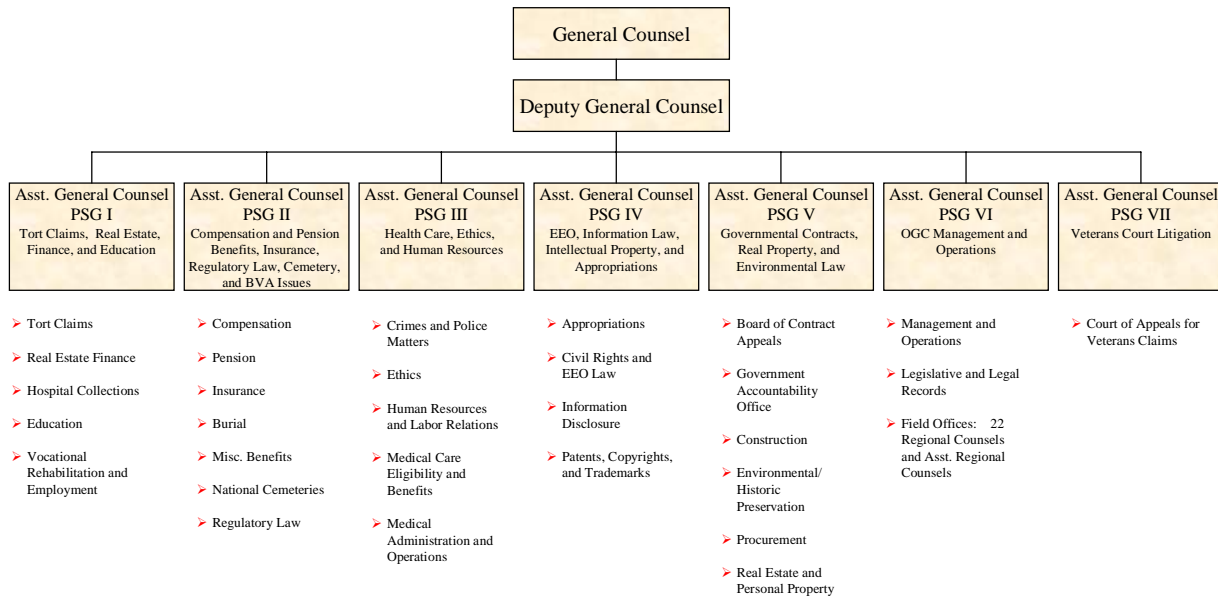 General Counsel
Deputy General Counsel
Asst. General Counsel
PSG I
Tort Claims, Real Estate,
Finance, and Education
Asst. General Counsel
PSG II
Compensation and Pension
Benefits, Insurance,
Regulatory Law, Cemetery,
and BVA Issues
Asst. General Counsel
PSG III
Health Care, Ethics,
and Human Resources
Asst. General Counsel
PSG IV
EEO, Information Law,
Intellectual Property, and
Appropriations
Asst. General Counsel
PSG V
Governmental Contracts,
Real Property, and
Environmental Law
Asst. General Counsel
PSG VI
OGC Management and
Operations
Asst. General Counsel
PSG VII
Veterans Court Litigation
Tort Claims
Real Estate Finance
Hospital Collections
Education
Vocational
Rehabilitation and
Employment
Compensation
Pension
Insurance
Burial
Misc. Benefits
National Cemeteries
Regulatory Law
Crimes and Police
Matters
Ethics
Human Resources
and Labor Relations
Medical Care
Eligibility and
Benefits
Medical
Administration and
Operations
Appropriations
Civil Rights and
EEO Law
Information
Disclosure
Patents, Copyrights,
and Trademarks
Board of Contract
Appeals
Government
Accountability
Office
Construction
Environmental/
Historic
Preservation
Procurement
Real Estate and
Personal Property
Management and
Operations
Legislative and Legal
Records
Field Offices: 22
Regional Counsels
and Asst. Regional
Counsels
Court of Appeals for
Veterans Claims